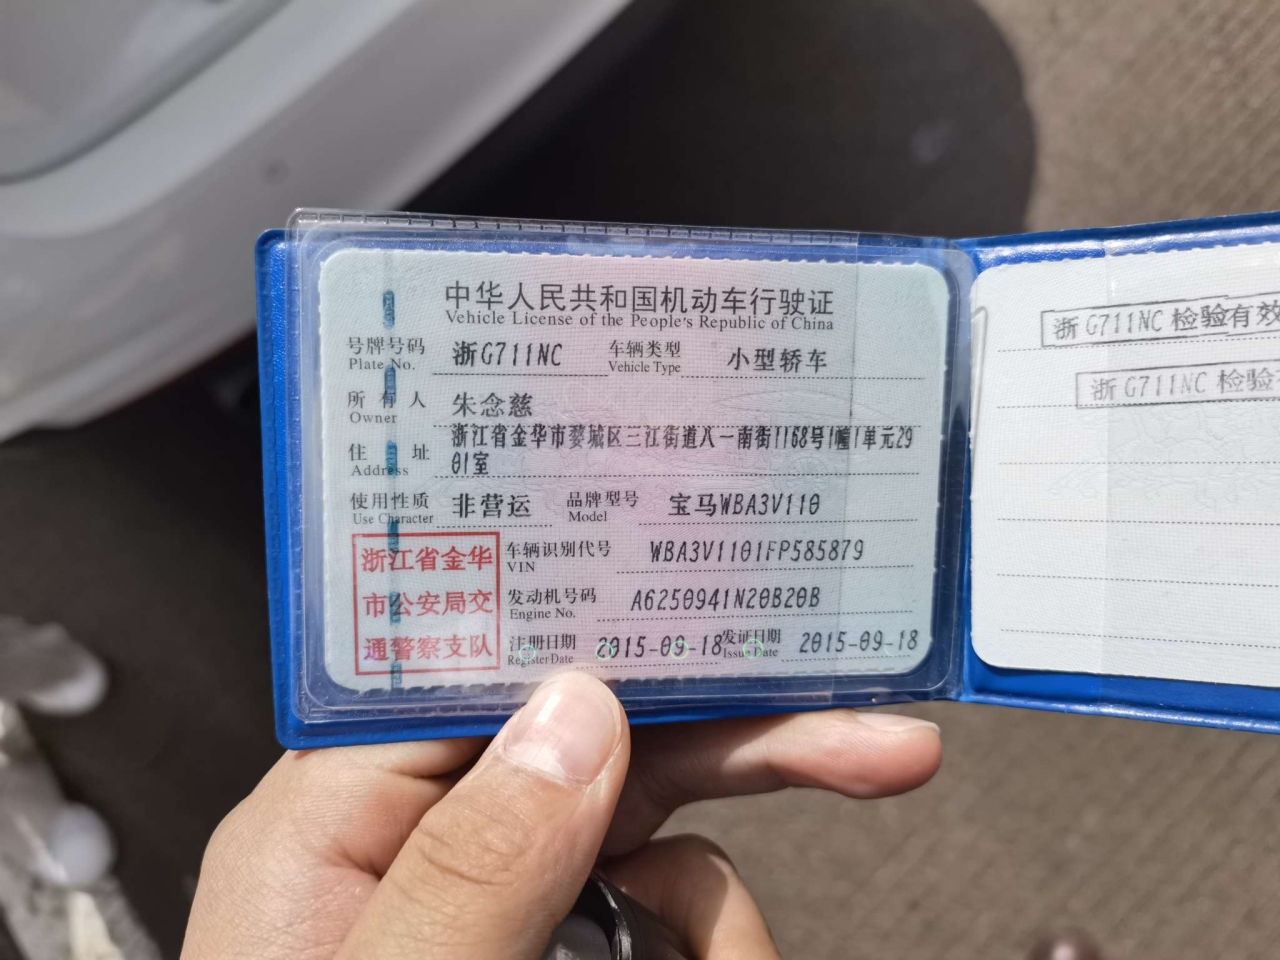 中华人民共和国机动车行驶证
Vehicle License of the People's Republic of China
号牌号码 浙G711NC 车辆类型 小型轿车
Plate No. Vehicle Type
所有人 朱念慈
Owner
住址 浙江省金华市婺城区三江街道八一南街1168号1幢1单元29
01室
Address
使用性质 非营运 品牌型号 宝马WBA3V110
Use Character Model
浙江省金华
市公安局交
通警察支队
车辆识别代号 WBA3V1101FP585879
VIN
发动机号码 A6250941N20B20B
Engine No.
注册日期 2015-09-18 发证日期 2015-09-18
Register Date Issue Date
浙G711NC检验有效
浙G711NC检验